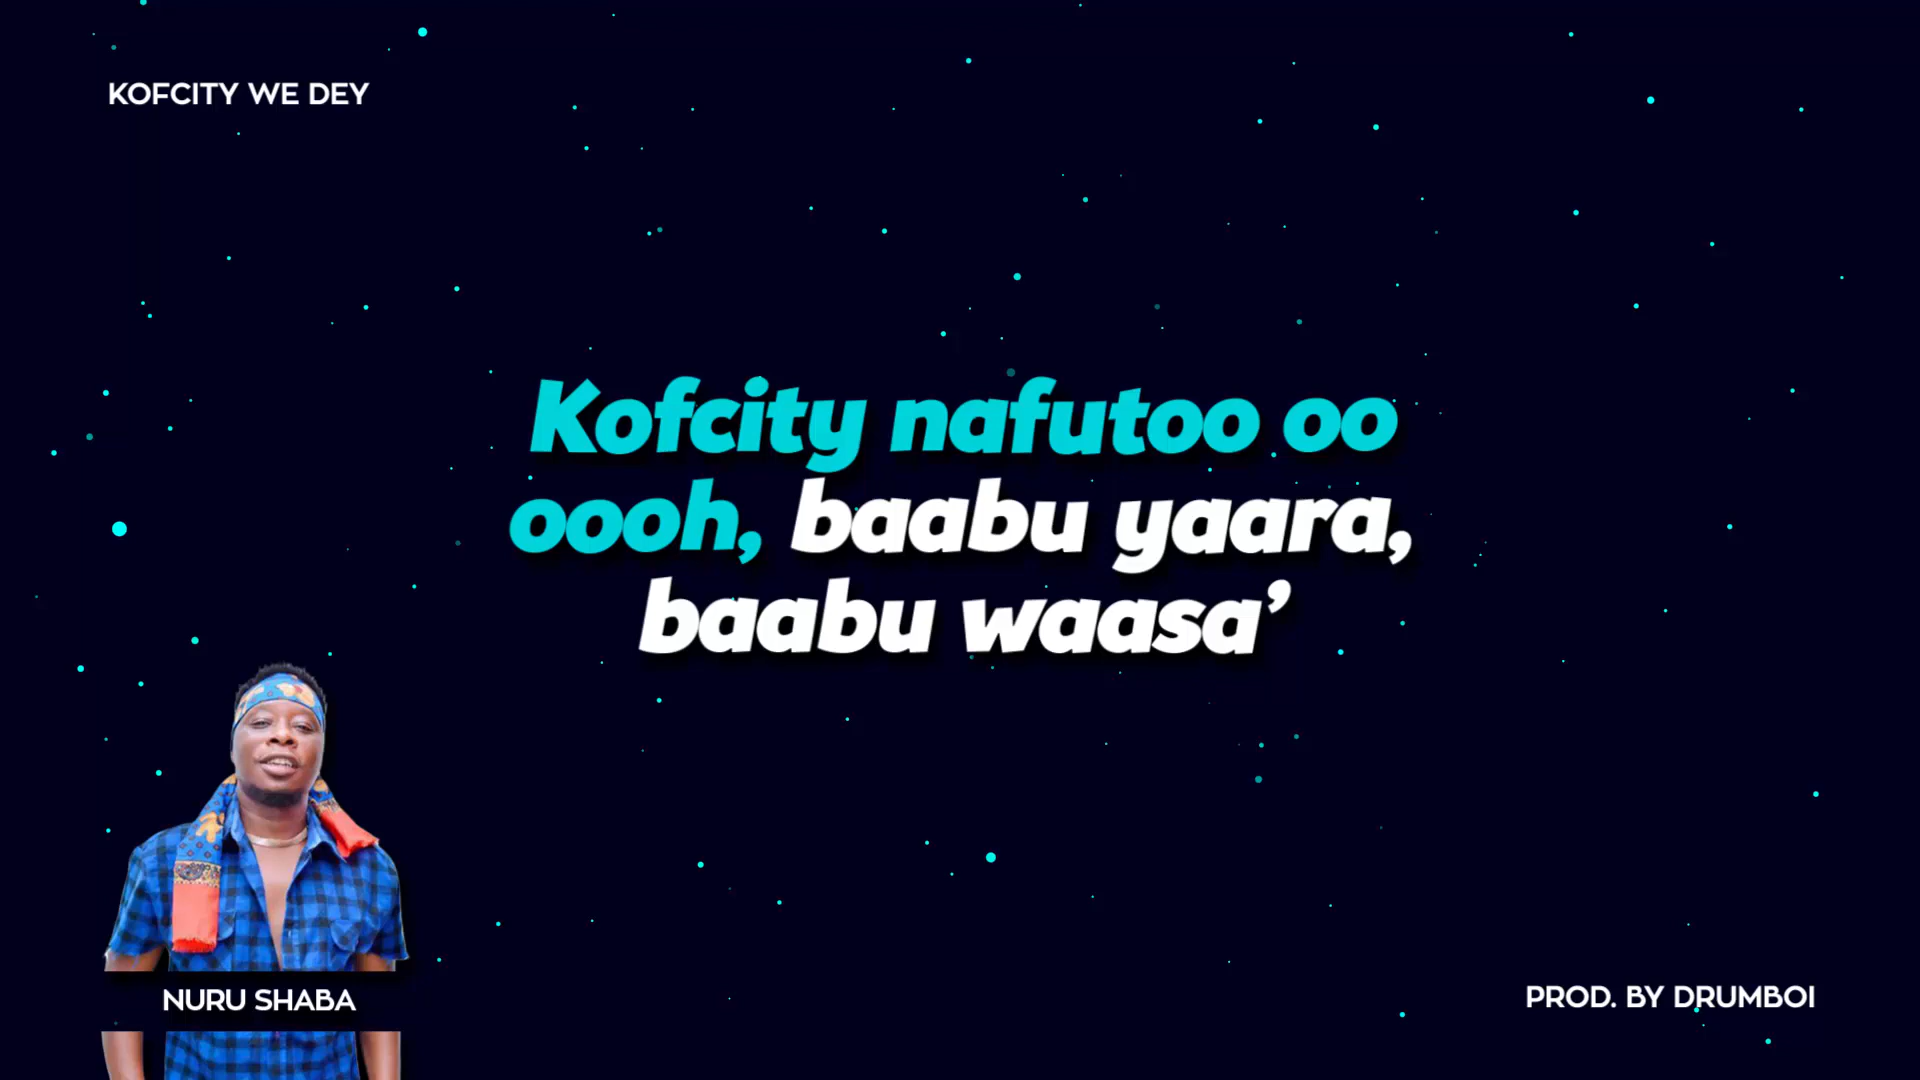 KOFCITY WE DEY
Kofcity nafutoo oo
oooh, baabu yaara,
baabu waasa’
NURU SHABA
PROD. BY DRUMBOI